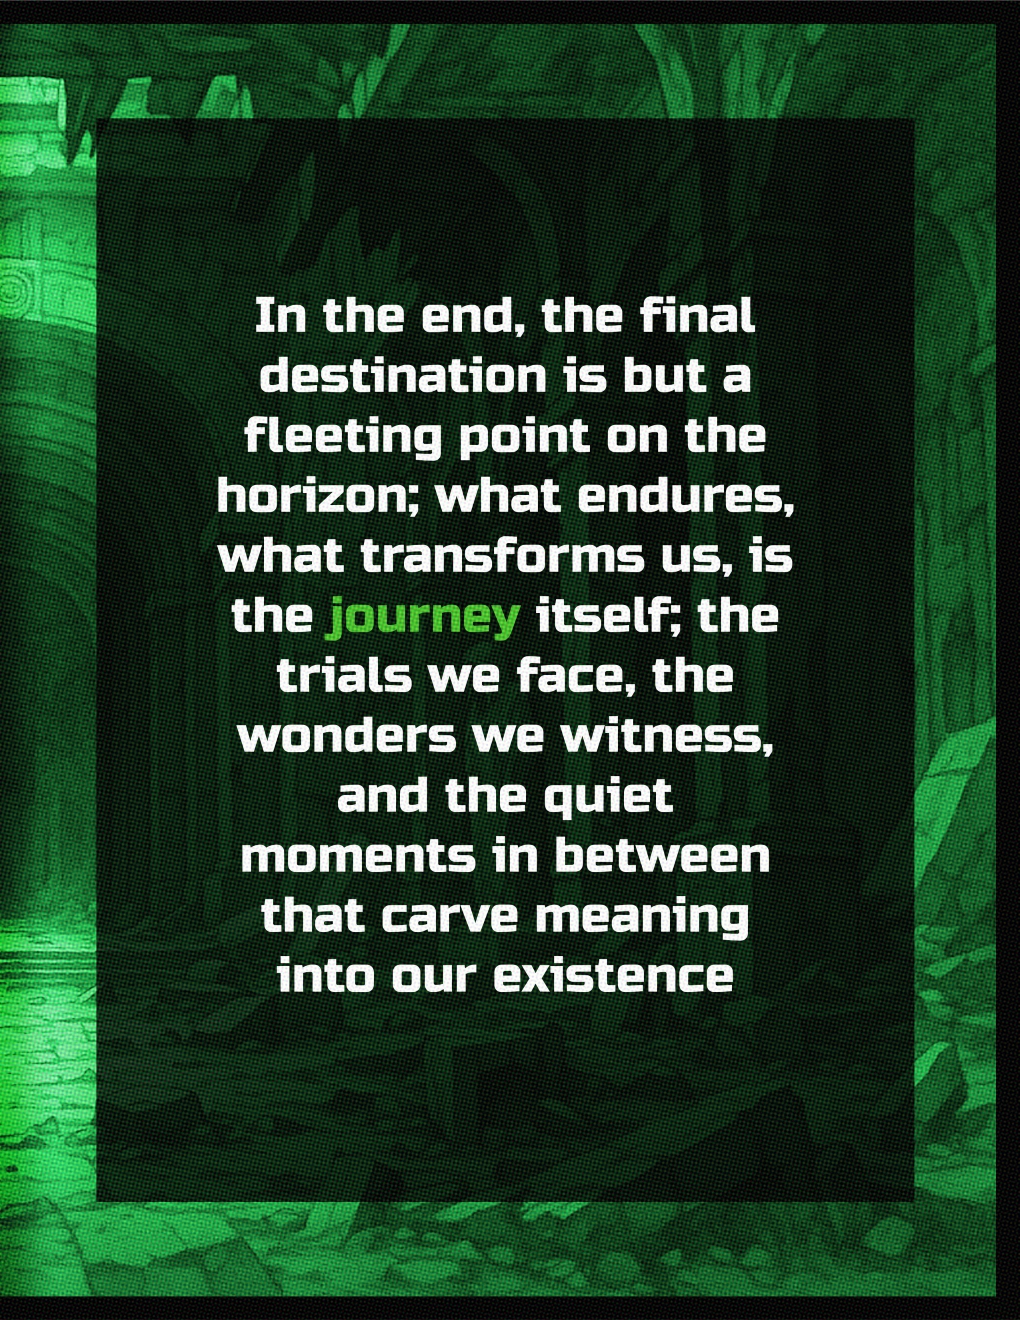 In the end, the final
destination is but a
fleeting point on the
horizon; what endures,
what transforms us, is
the journey itself; the
trials we face, the
wonders we witness,
and the quiet
moments in between
that carve meaning
into our existence